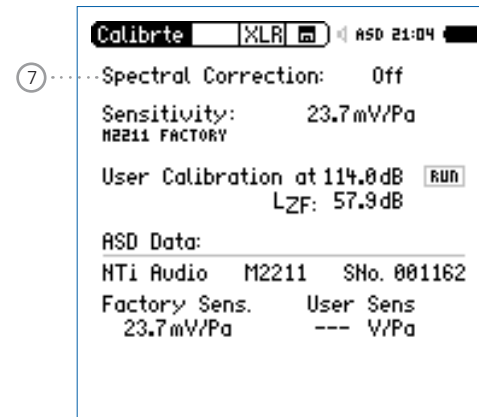 Calibrte XLR ASD 21:04
7 Spectral Correction: Off
Sensitivity: 23.7mV/Pa
M2211 FACTORY
User Calibration at 114.0dB RUN
LZF: 57.9dB
ASD Data:
NTi Audio M2211 SNo. 001162
Factory Sens. User Sens
23.7mV/Pa --- V/Pa